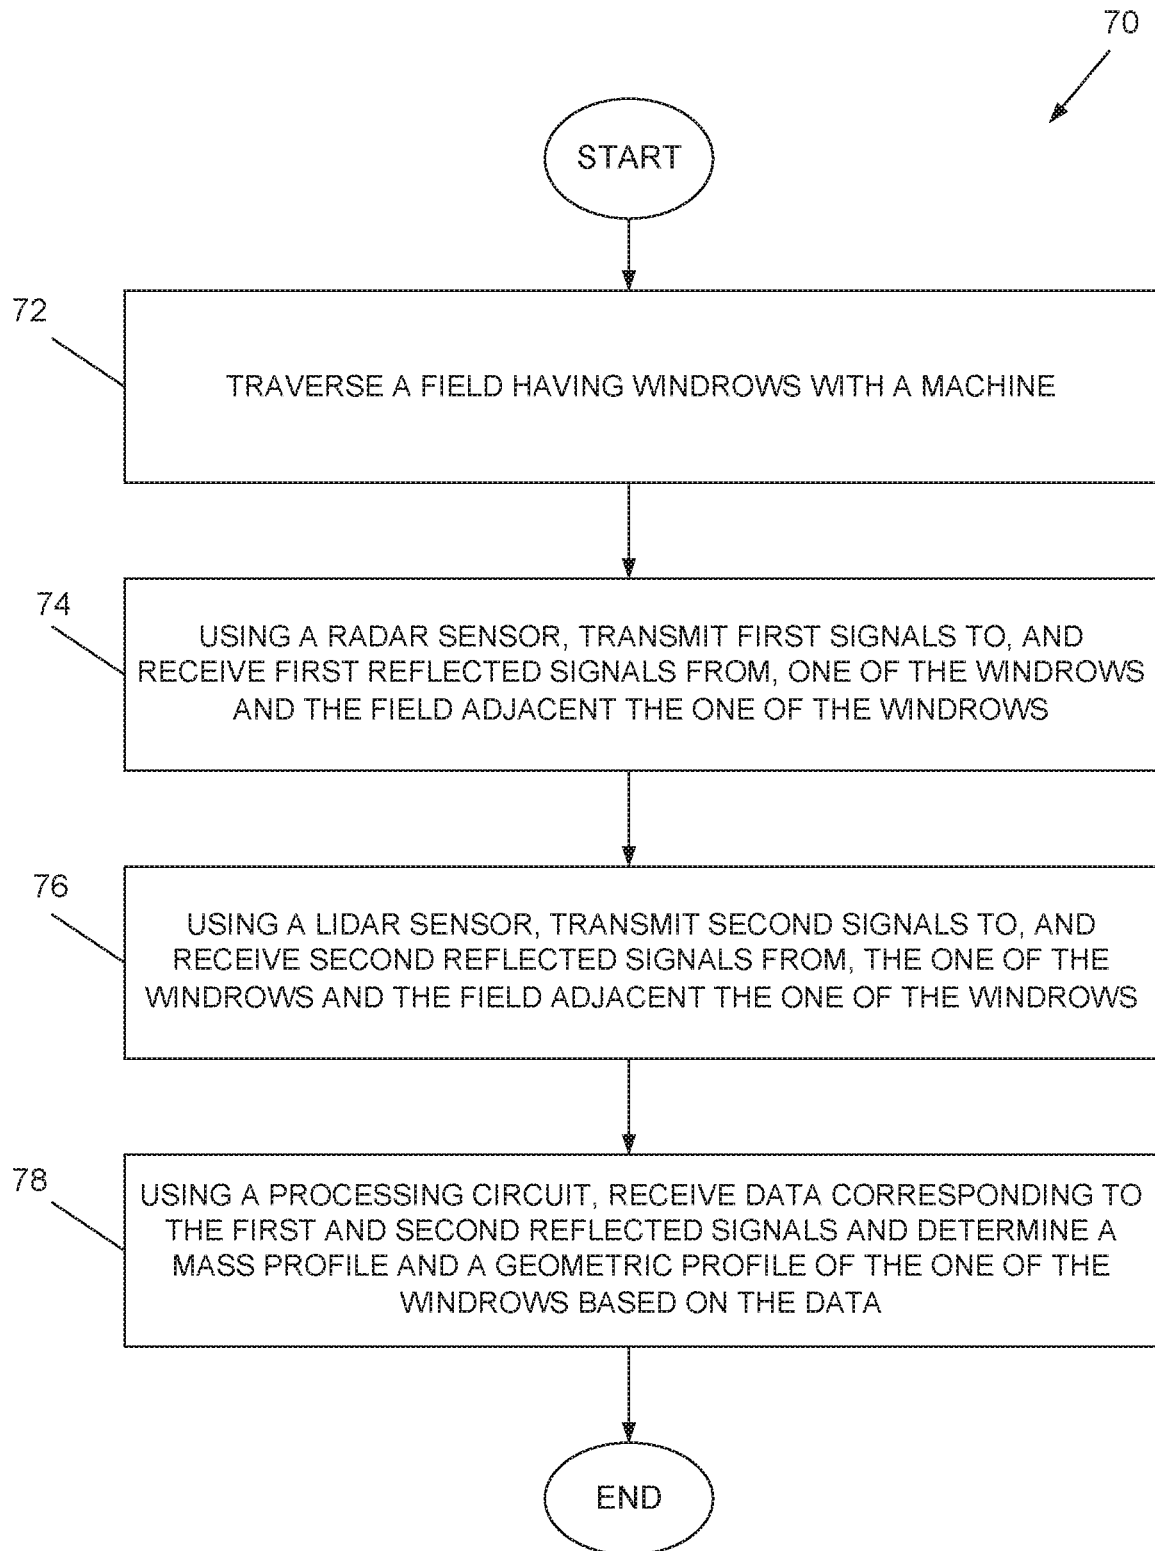 70
START
72
TRAVERSE A FIELD HAVING WINDROWS WITH A MACHINE
74
USING A RADAR SENSOR, TRANSMIT FIRST SIGNALS TO, AND
RECEIVE FIRST REFLECTED SIGNALS FROM, ONE OF THE WINDROWS
AND THE FIELD ADJACENT THE ONE OF THE WINDROWS
76
USING A LIDAR SENSOR, TRANSMIT SECOND SIGNALS TO, AND
RECEIVE SECOND REFLECTED SIGNALS FROM, THE ONE OF THE
WINDROWS AND THE FIELD ADJACENT THE ONE OF THE WINDROWS
78
USING A PROCESSING CIRCUIT, RECEIVE DATA CORRESPONDING TO
THE FIRST AND SECOND REFLECTED SIGNALS AND DETERMINE A
MASS PROFILE AND A GEOMETRIC PROFILE OF THE ONE OF THE
WINDROWS BASED ON THE DATA
END